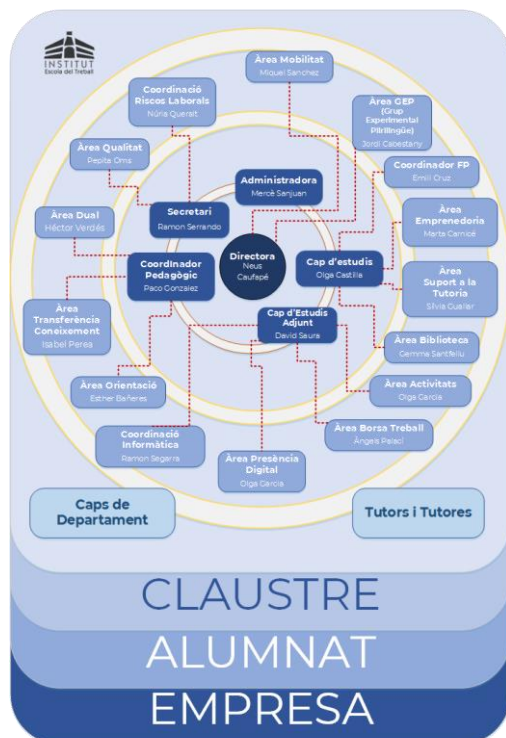 INSTITUT
Escola del Treball
Àrea Mobilitat
Miquel Sanchez
Coordinació
Riscos Laborals
Núria Queralt
Àrea GEP
(Grup
Experimental
Plirilingüe)
Jordi Cabestany
Àrea Qualitat
Pepita Oms
Coordinador FP
Emili Cruz
Administradora
Mercè Sanjuan
Secretari
Ramon Serrando
Àrea Dual
Héctor Verdés
Àrea
Emprenedoria
Marta Carnicé
Coordinador
Pedagògic
Paco Gonzalez
Directora
Neus
Caufapé
Cap d'estudis
Olga Castilla
Àrea
Suport a la
Tutoria
Silvia Guallar
Àrea
Transferència
Coneixement
Isabel Perea
Cap d'Estudis
Adjunt
David Saura
Àrea Biblioteca
Gemma Santfeliu
Àrea Orientació
Esther Bañeres
Àrea Activitats
Olga Garcia
Coordinació
Informàtica
Ramon Segarra
Àrea Borsa Treball
Àngels Palací
Àrea Presència
Digital
Olga Garcia
Caps de
Departament
Tutors i Tutores
CLAUSTRE
ALUMNAT
EMPRESA